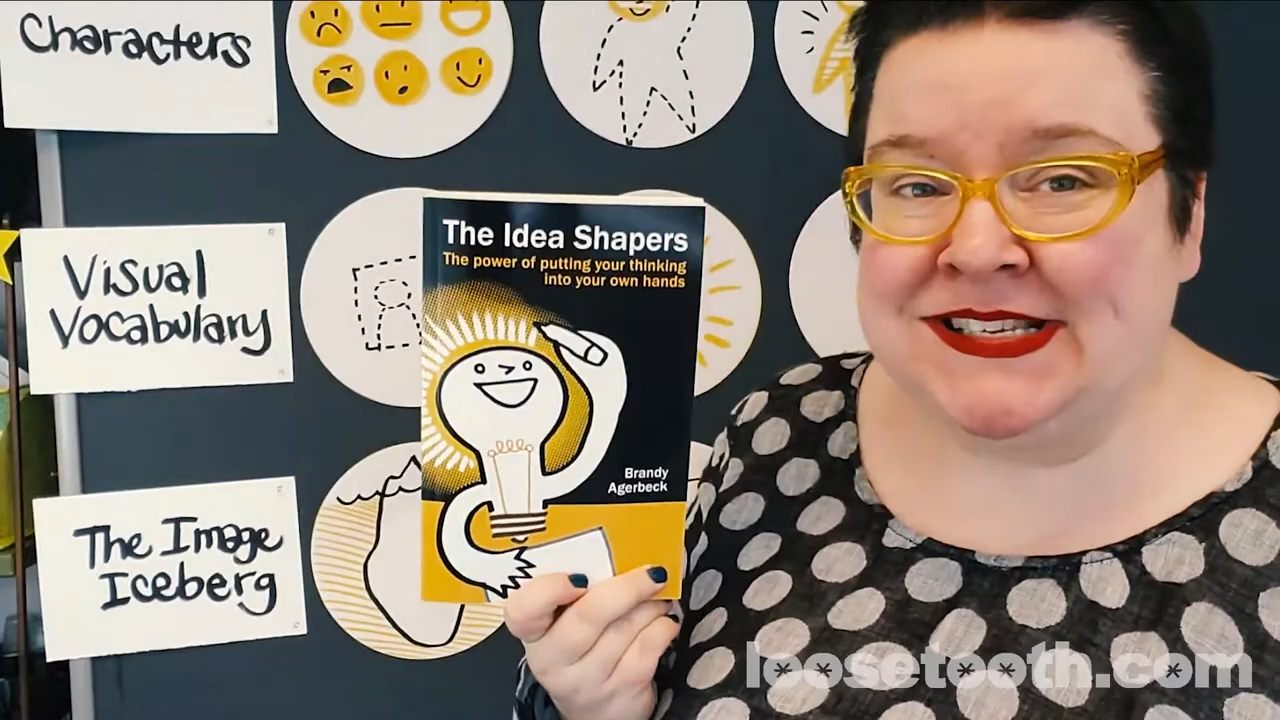 Characters
Visual
Vocabulary
The Image
Iceberg
The Idea Shapers
The power of putting your thinking
into your own hands
Brandy
Agerbeck
loosetooth.com